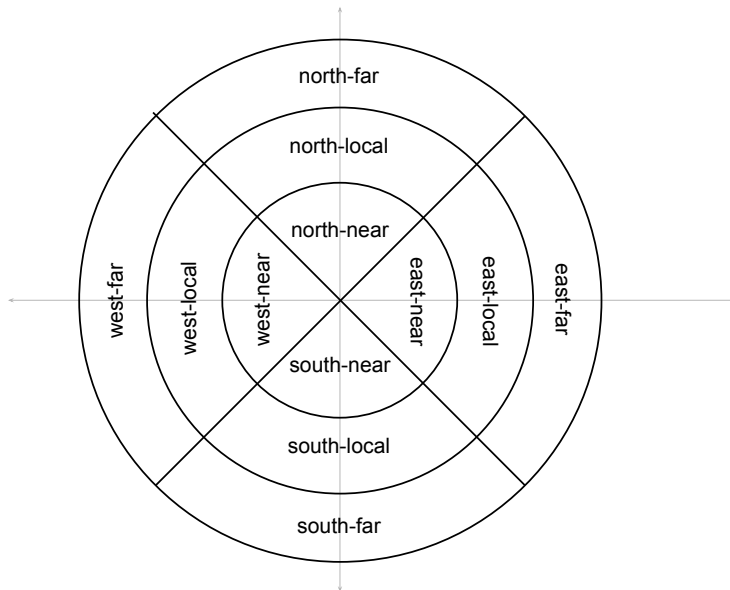 north-far
north-local
north-near
west-far
west-local
west-near
east-near
east-local
east-far
south-near
south-local
south-far